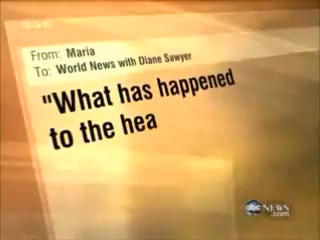 From: Maria
To: World News with Diane Sawyer
"What has happened
to the hea
abc NEWS
.com